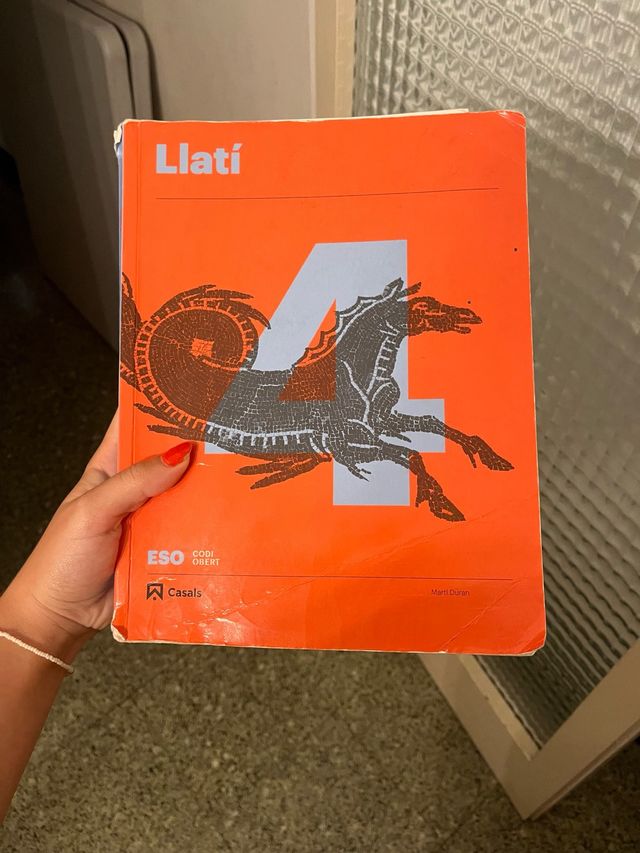 Llatí
4
ESO
CODI
OBERT
Casals
Martí Duran